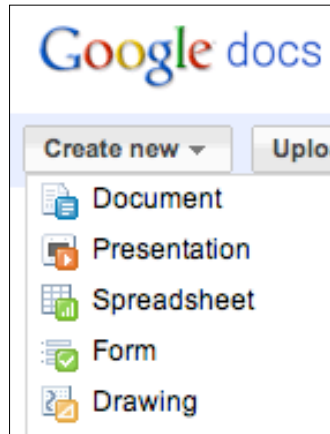 Google docs
Create new Uplo
Document
Presentation
Spreadsheet
Form
Drawing